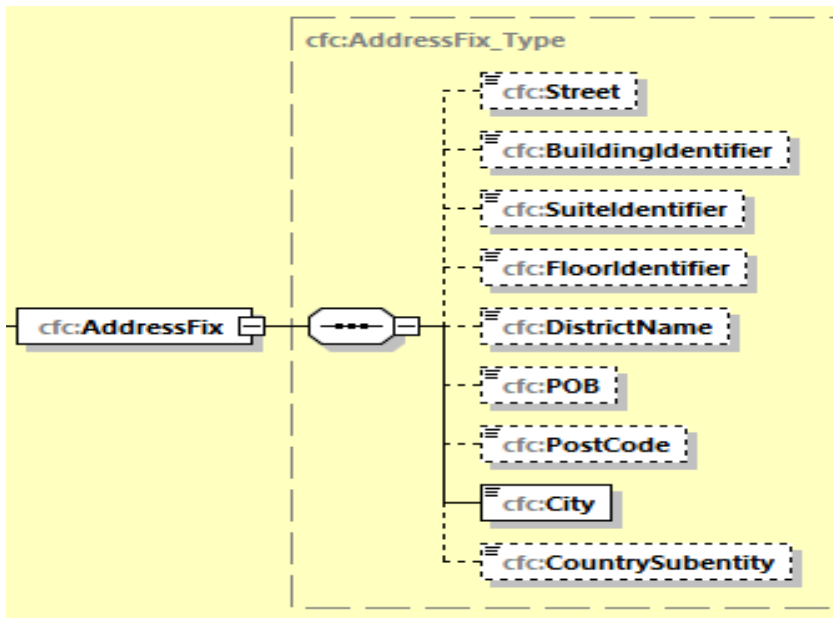 cfc:AddressFix_Type
cfc:Street
cfc:BuildingIdentifier
cfc:SuiteIdentifier
cfc:FloorIdentifier
cfc:AddressFix
cfc:DistrictName
cfc:POB
cfc:PostCode
cfc:City
cfc:CountrySubentity